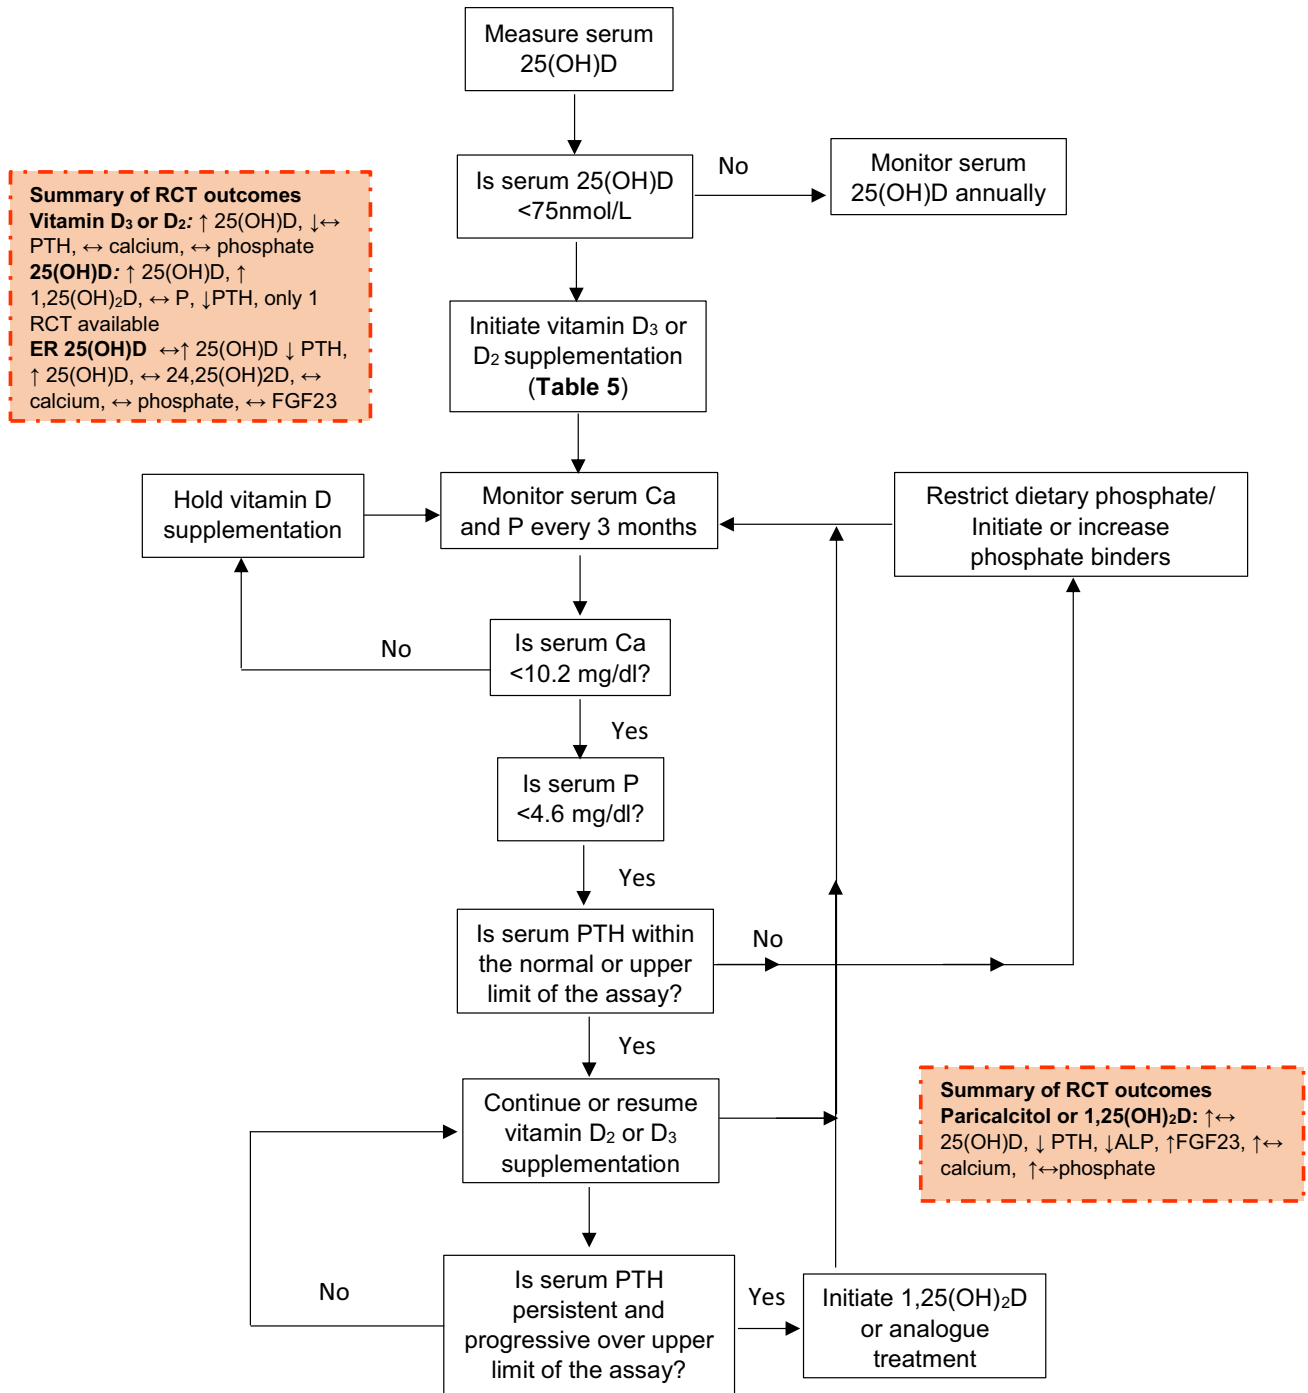 Measure serum
25(OH)D
Is serum 25(OH)D
<75nmol/L
No
Monitor serum
25(OH)D annually
Summary of RCT outcomes
Vitamin D₃ or D₂: ↑ 25(OH)D, ↓↔
PTH, ↔ calcium, ↔ phosphate
25(OH)D: ↑ 25(OH)D, ↑
1,25(OH)₂D, ↔ P, ↓PTH, only 1
RCT available
ER 25(OH)D ↔↑ 25(OH)D ↓ PTH,
↑ 25(OH)D, ↔ 24,25(OH)2D, ↔
calcium, ↔ phosphate, ↔ FGF23
Initiate vitamin D₃ or
D₂ supplementation
(Table 5)
Hold vitamin D
supplementation
Monitor serum Ca
and P every 3 months
Restrict dietary phosphate/
Initiate or increase
phosphate binders
Is serum Ca
<10.2 mg/dl?
No
Yes
Is serum P
<4.6 mg/dl?
Yes
Is serum PTH within
the normal or upper
limit of the assay?
No
Yes
Continue or resume
vitamin D₂ or D₃
supplementation
Summary of RCT outcomes
Paricalcitol or 1,25(OH)₂D: ↑↔
25(OH)D, ↓ PTH, ↓ALP, ↑FGF23, ↑↔
calcium, ↑↔phosphate
Is serum PTH
persistent and
progressive over upper
limit of the assay?
No
Yes
Initiate 1,25(OH)₂D
or analogue
treatment